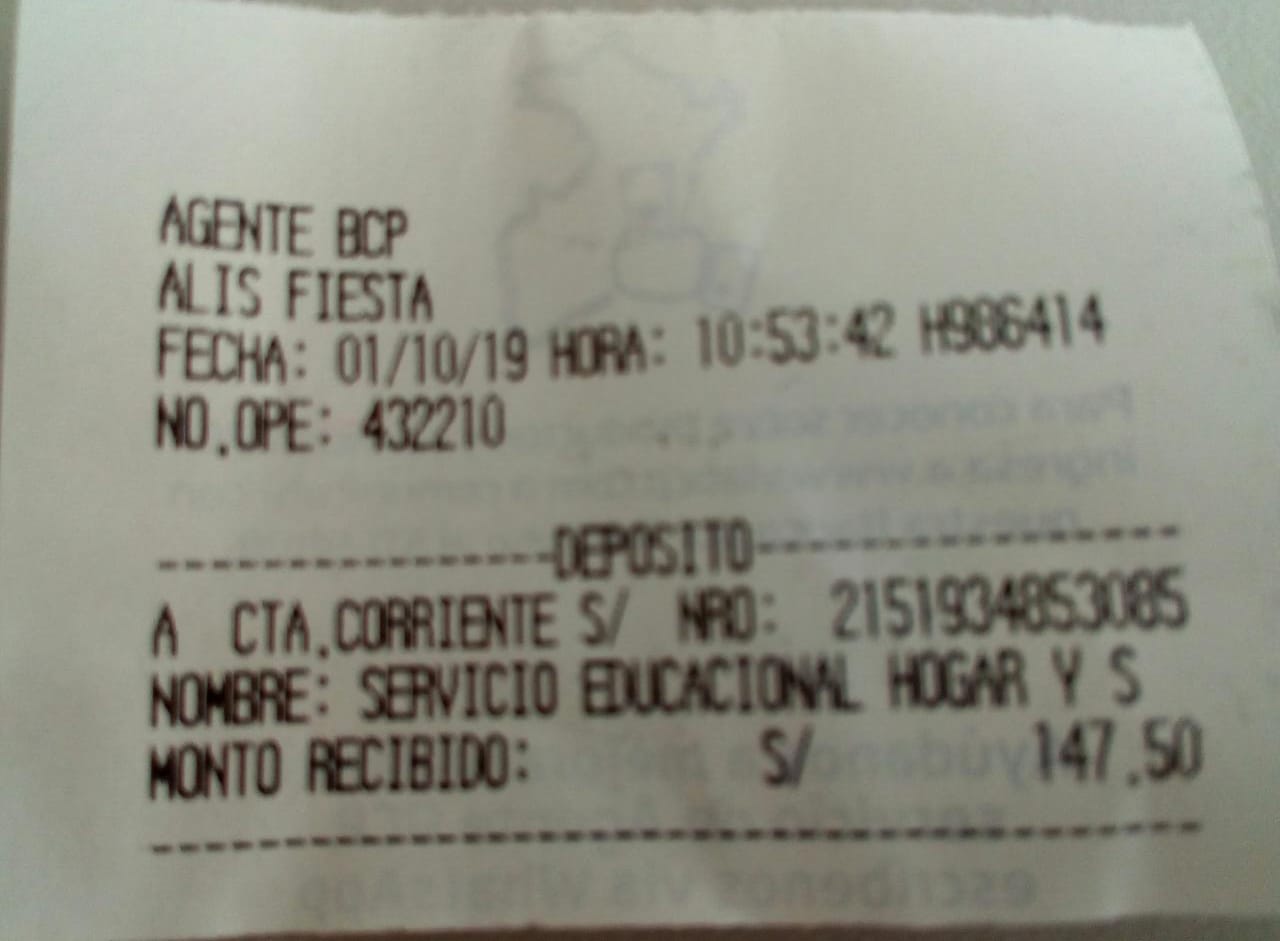 AGENTE BCP
ALIS FIESTA
FECHA: 01/10/19 HORA: 10:53:42 H986414
NO.OPE: 432210
----------------DEPOSITO-----------------
A CTA.CORRIENTE S/ NRO: 2151934853085
NOMBRE: SERVICIO EDUCACIONAL HOGAR Y S
MONTO RECIBIDO: S/ 147.50
------------------------------------------